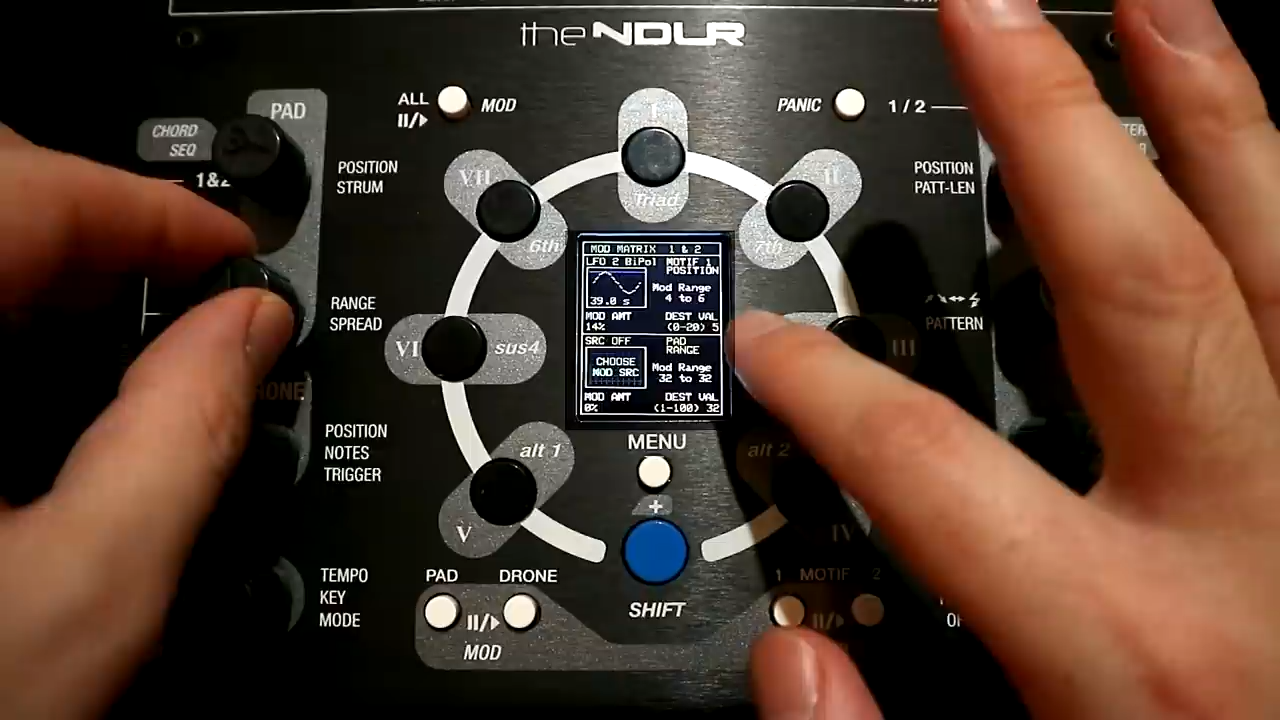 the NDLR
PAD
CHORD
SEQ
1&2
ALL
MOD
PANIC
1 / 2
POSITION
STRUM
VII
6th
I
Triad
II
7th
POSITION
PATT-LEN
RANGE
SPREAD
VI
sus4
III
PATTERN
MOD MATRIX 1 & 2
LFO 2 BiPol
MOTIF 1
POSITION
39.0 s
Mod Range
4 to 6
MOD AMT
14%
DEST VAL
(0-20) 5
SRC OFF
PAD
RANGE
CHOOSE
MOD SRC
Mod Range
32 to 32
MOD AMT
0%
DEST VAL
(1-100) 32
POSITION
NOTES
TRIGGER
alt 1
V
MENU
+
alt 2
IV
SHIFT
TEMPO
KEY
MODE
PAD
DRONE
MOD
1 MOTIF 2